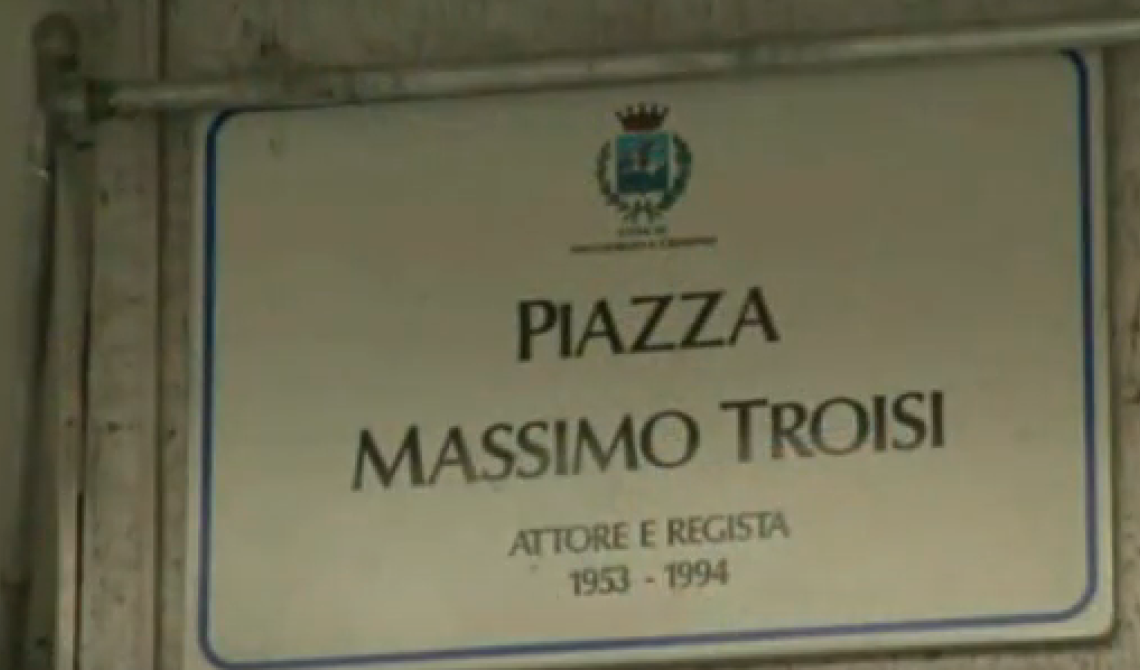 PIAZZA
MASSIMO TROISI
ATTORE E REGISTA
1953 - 1994